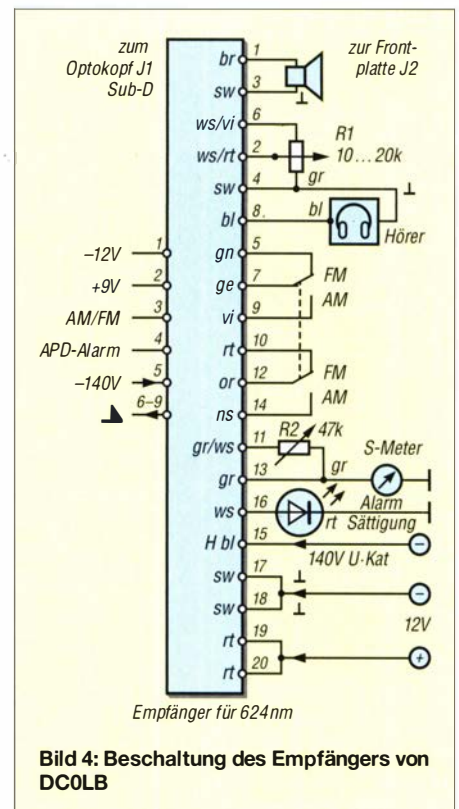 zum
Optokopf J1
Sub-D
zur Front-
platte J2
br 1
sw 3
ws/vi 6
ws/rt 2
R1
10...20k
sw 4 gr
bl 8. bl
Hörer
gn 5
ge 7 FM
vi 9 AM
rt 10
or 12 FM
ns 14 AM
gr/ws 11 R2 47k
S-Meter
gr 13 gr
ws 16 rt
Alarm
Sättigung
H bl 15
140V U-Kat −
sw 17
sw 18 −
12V
rt 19
rt 20 +
−12V 1
+9V 2
AM/FM 3
APD-Alarm 4
−140V 5
6–9
Empfänger für 624nm
Bild 4: Beschaltung des Empfängers von
DC0LB